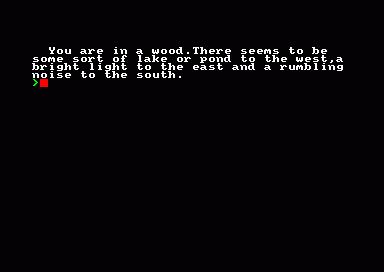 You are in a wood.There seems to be
some sort of lake or pond to the west,a
bright light to the east and a rumbling
noise to the south.
>